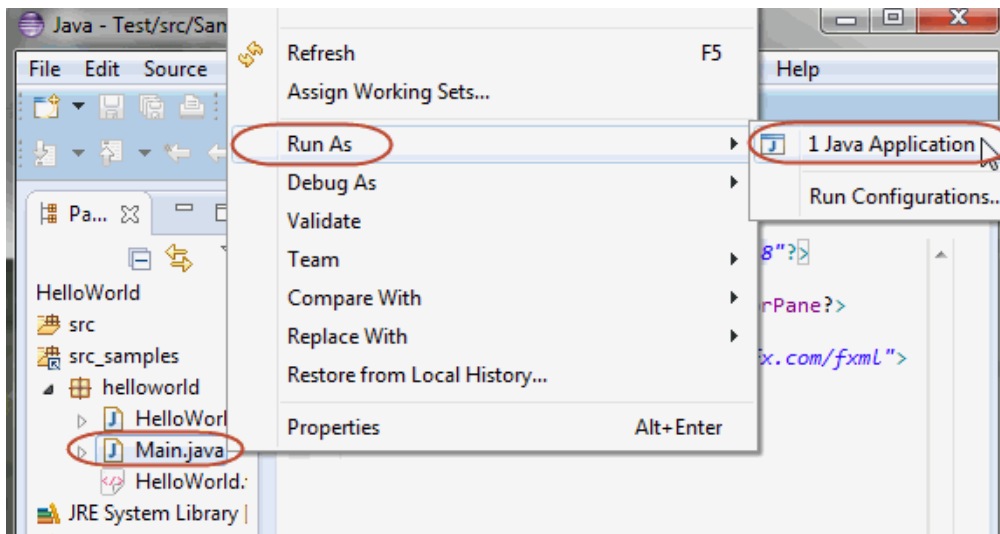 Java - Test/src/Sam
File Edit Source
Help
Refresh F5
Assign Working Sets...
Run As
1 Java Application
Debug As
Run Configurations..
Validate
Team
Compare With
Replace With
Restore from Local History...
Properties Alt+Enter
Pa...
HelloWorld
src
src_samples
helloworld
HelloWorl
Main.java
HelloWorld.
JRE System Library
8"?>
rPane?>
x.com/fxml">